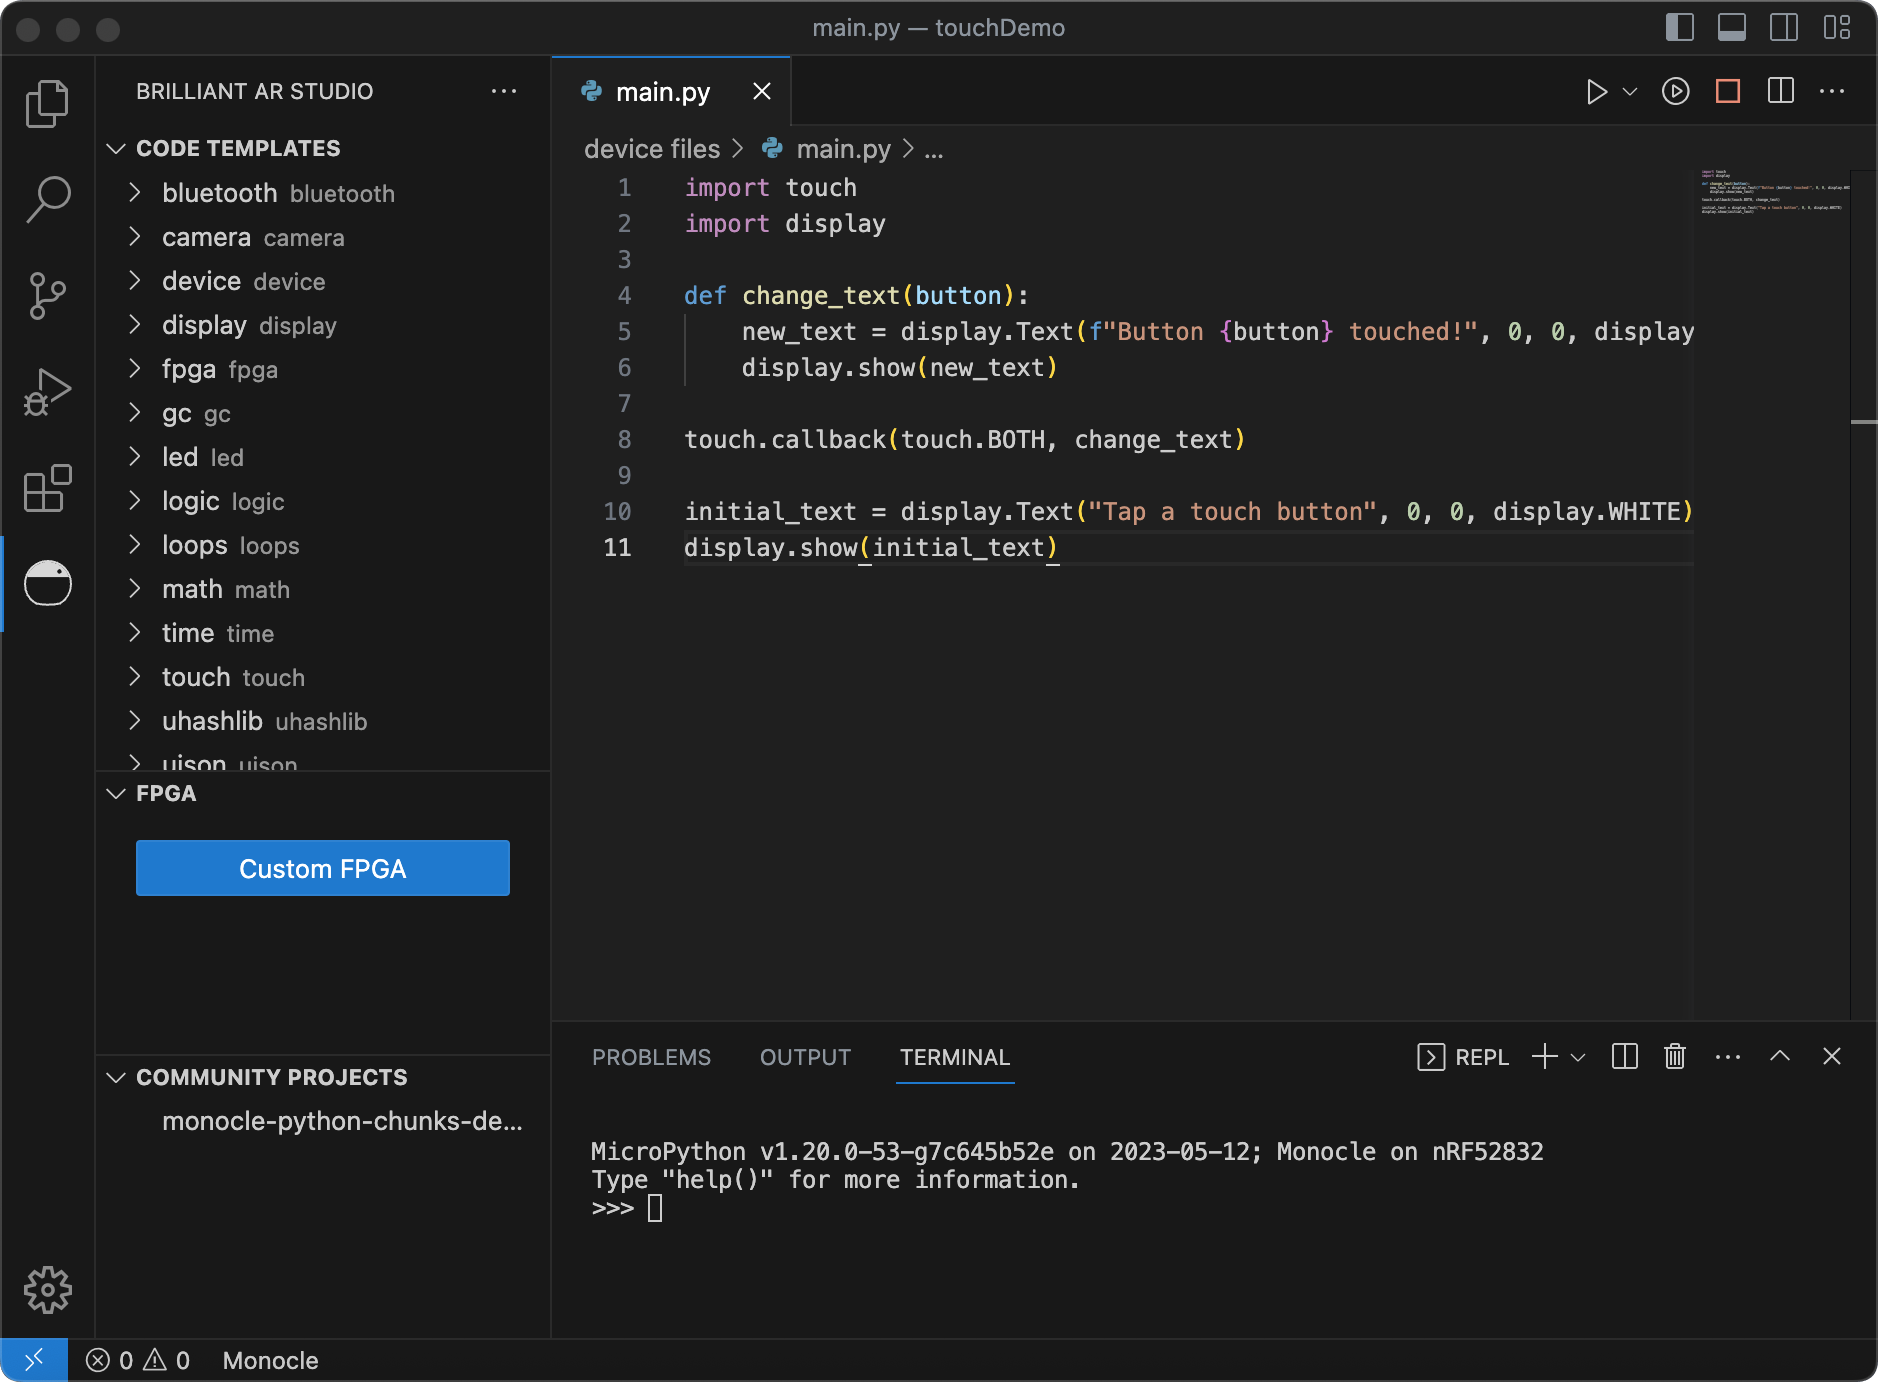 main.py — touchDemo
BRILLIANT AR STUDIO
CODE TEMPLATES
bluetooth bluetooth
camera camera
device device
display display
fpga fpga
gc gc
led led
logic logic
loops loops
math math
time time
touch touch
uhashlib uhashlib
ujson ujson
FPGA
Custom FPGA
COMMUNITY PROJECTS
monocle-python-chunks-de...
main.py
device files > main.py > ...
1 import touch
2 import display
3
4 def change_text(button):
5 new_text = display.Text(f"Button {button} touched!", 0, 0, display
6 display.show(new_text)
7
8 touch.callback(touch.BOTH, change_text)
9
10 initial_text = display.Text("Tap a touch button", 0, 0, display.WHITE)
11 display.show(initial_text)
PROBLEMS OUTPUT TERMINAL REPL
MicroPython v1.20.0-53-g7c645b52e on 2023-05-12; Monocle on nRF52832
Type "help()" for more information.
>>>
0 0 Monocle